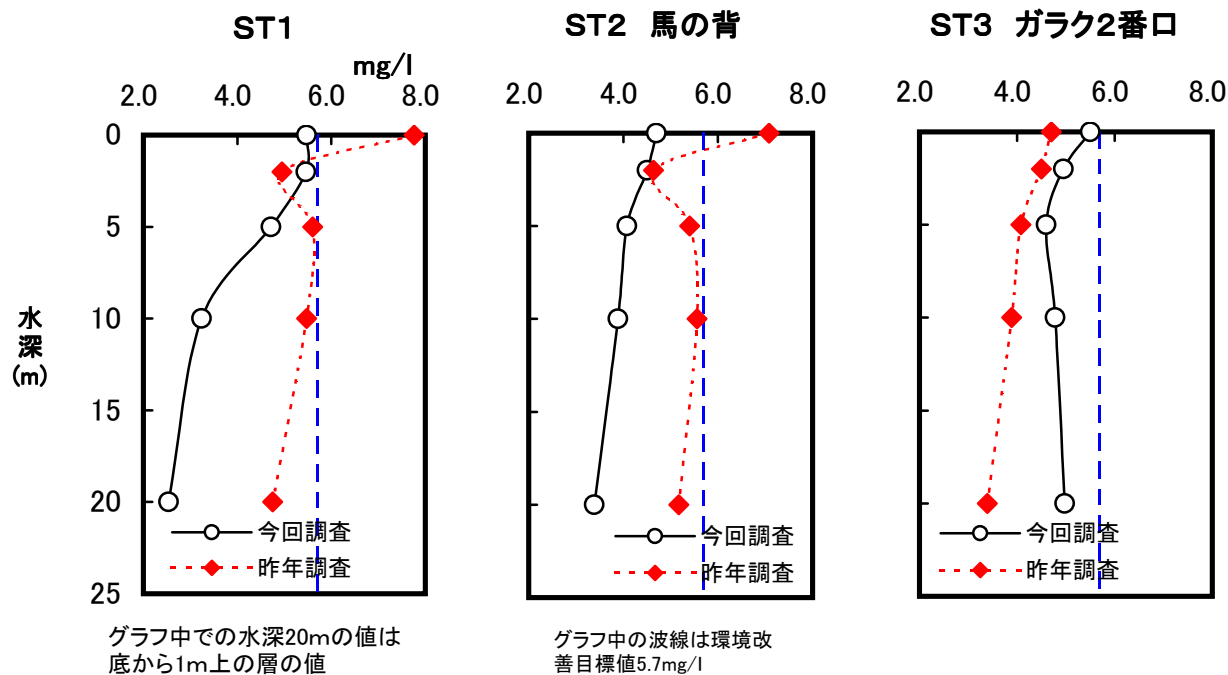 ST1
mg/l
2.0 4.0 6.0 8.0
0
5
10
15
20
25
水
深
(m)
今回調査
昨年調査
グラフ中での水深20mの値は
底から1m上の層の値
ST2 馬の背
2.0 4.0 6.0 8.0
今回調査
昨年調査
グラフ中の波線は環境改
善目標値5.7mg/l
ST3 ガラク2番口
2.0 4.0 6.0 8.0
今回調査
昨年調査